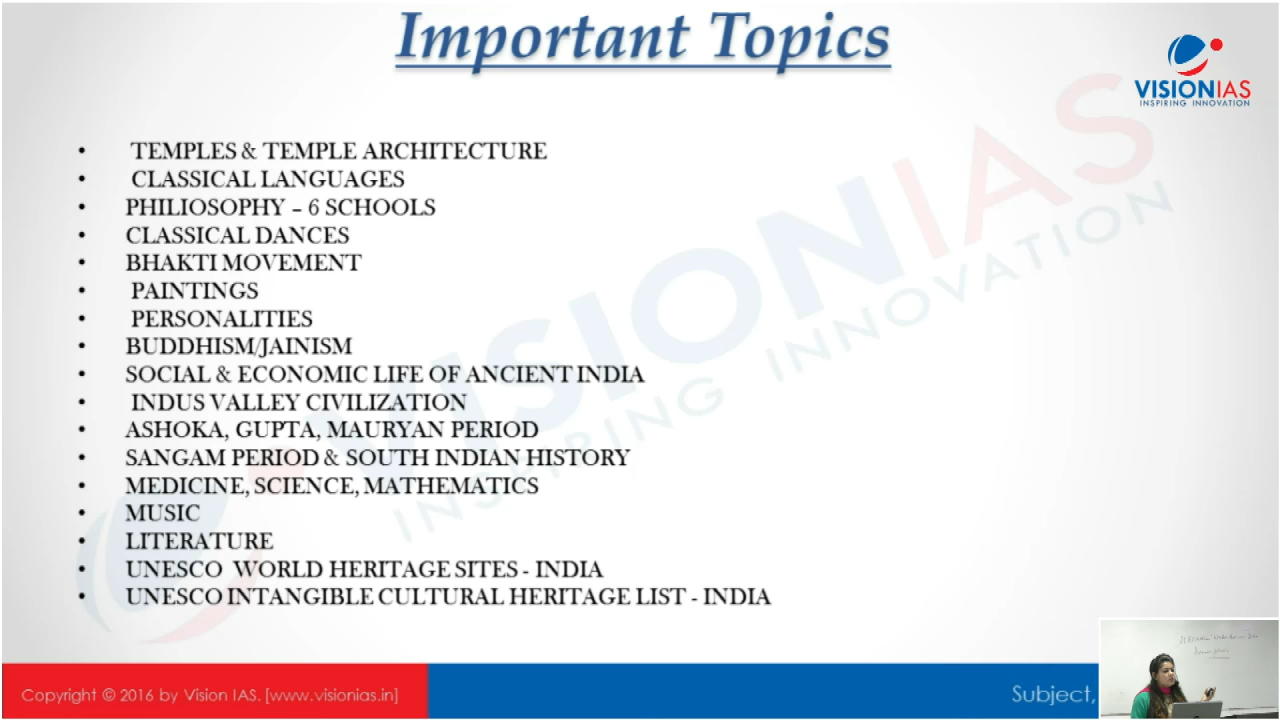 Important Topics
VISIONIAS
INSPIRING INNOVATION
• TEMPLES & TEMPLE ARCHITECTURE
• CLASSICAL LANGUAGES
• PHILIOSOPHY – 6 SCHOOLS
• CLASSICAL DANCES
• BHAKTI MOVEMENT
• PAINTINGS
• PERSONALITIES
• BUDDHISM/JAINISM
• SOCIAL & ECONOMIC LIFE OF ANCIENT INDIA
• INDUS VALLEY CIVILIZATION
• ASHOKA, GUPTA, MAURYAN PERIOD
• SANGAM PERIOD & SOUTH INDIAN HISTORY
• MEDICINE, SCIENCE, MATHEMATICS
• MUSIC
• LITERATURE
• UNESCO WORLD HERITAGE SITES - INDIA
• UNESCO INTANGIBLE CULTURAL HERITAGE LIST - INDIA
VISIONIAS
INSPIRING INNOVATION
Copyright © 2016 by Vision IAS. [www.visionias.in]
Subject,